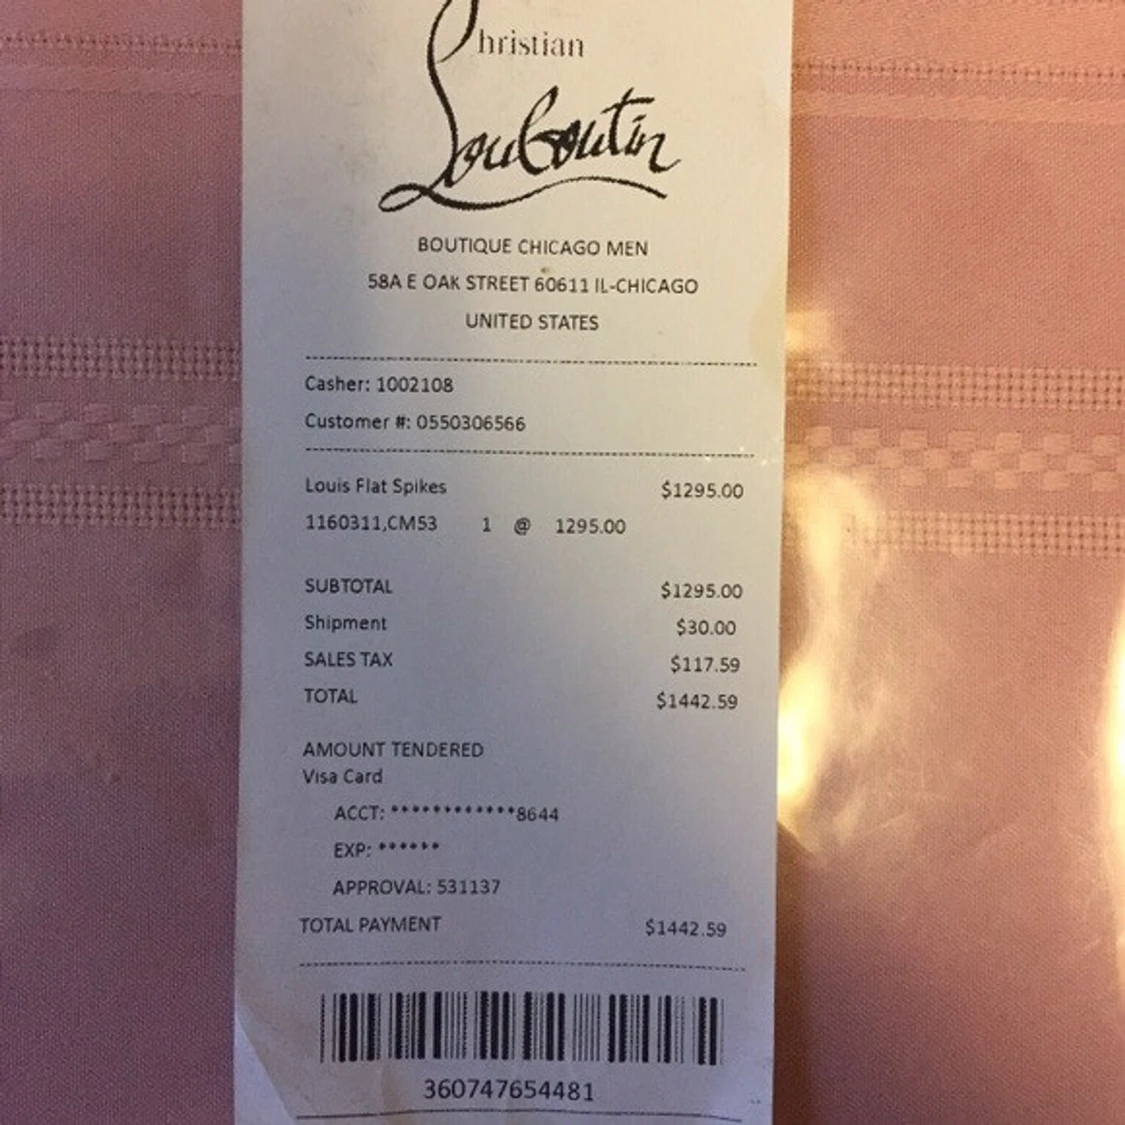 Christian
Louboutin
BOUTIQUE CHICAGO MEN
58A E OAK STREET 60611 IL-CHICAGO
UNITED STATES
Casher: 1002108
Customer #: 0550306566
Louis Flat Spikes $1295.00
1160311,CM53 1 @ 1295.00
SUBTOTAL $1295.00
Shipment $30.00
SALES TAX $117.59
TOTAL $1442.59
AMOUNT TENDERED
Visa Card
ACCT: ************8644
EXP: ******
APPROVAL: 531137
TOTAL PAYMENT $1442.59
360747654481